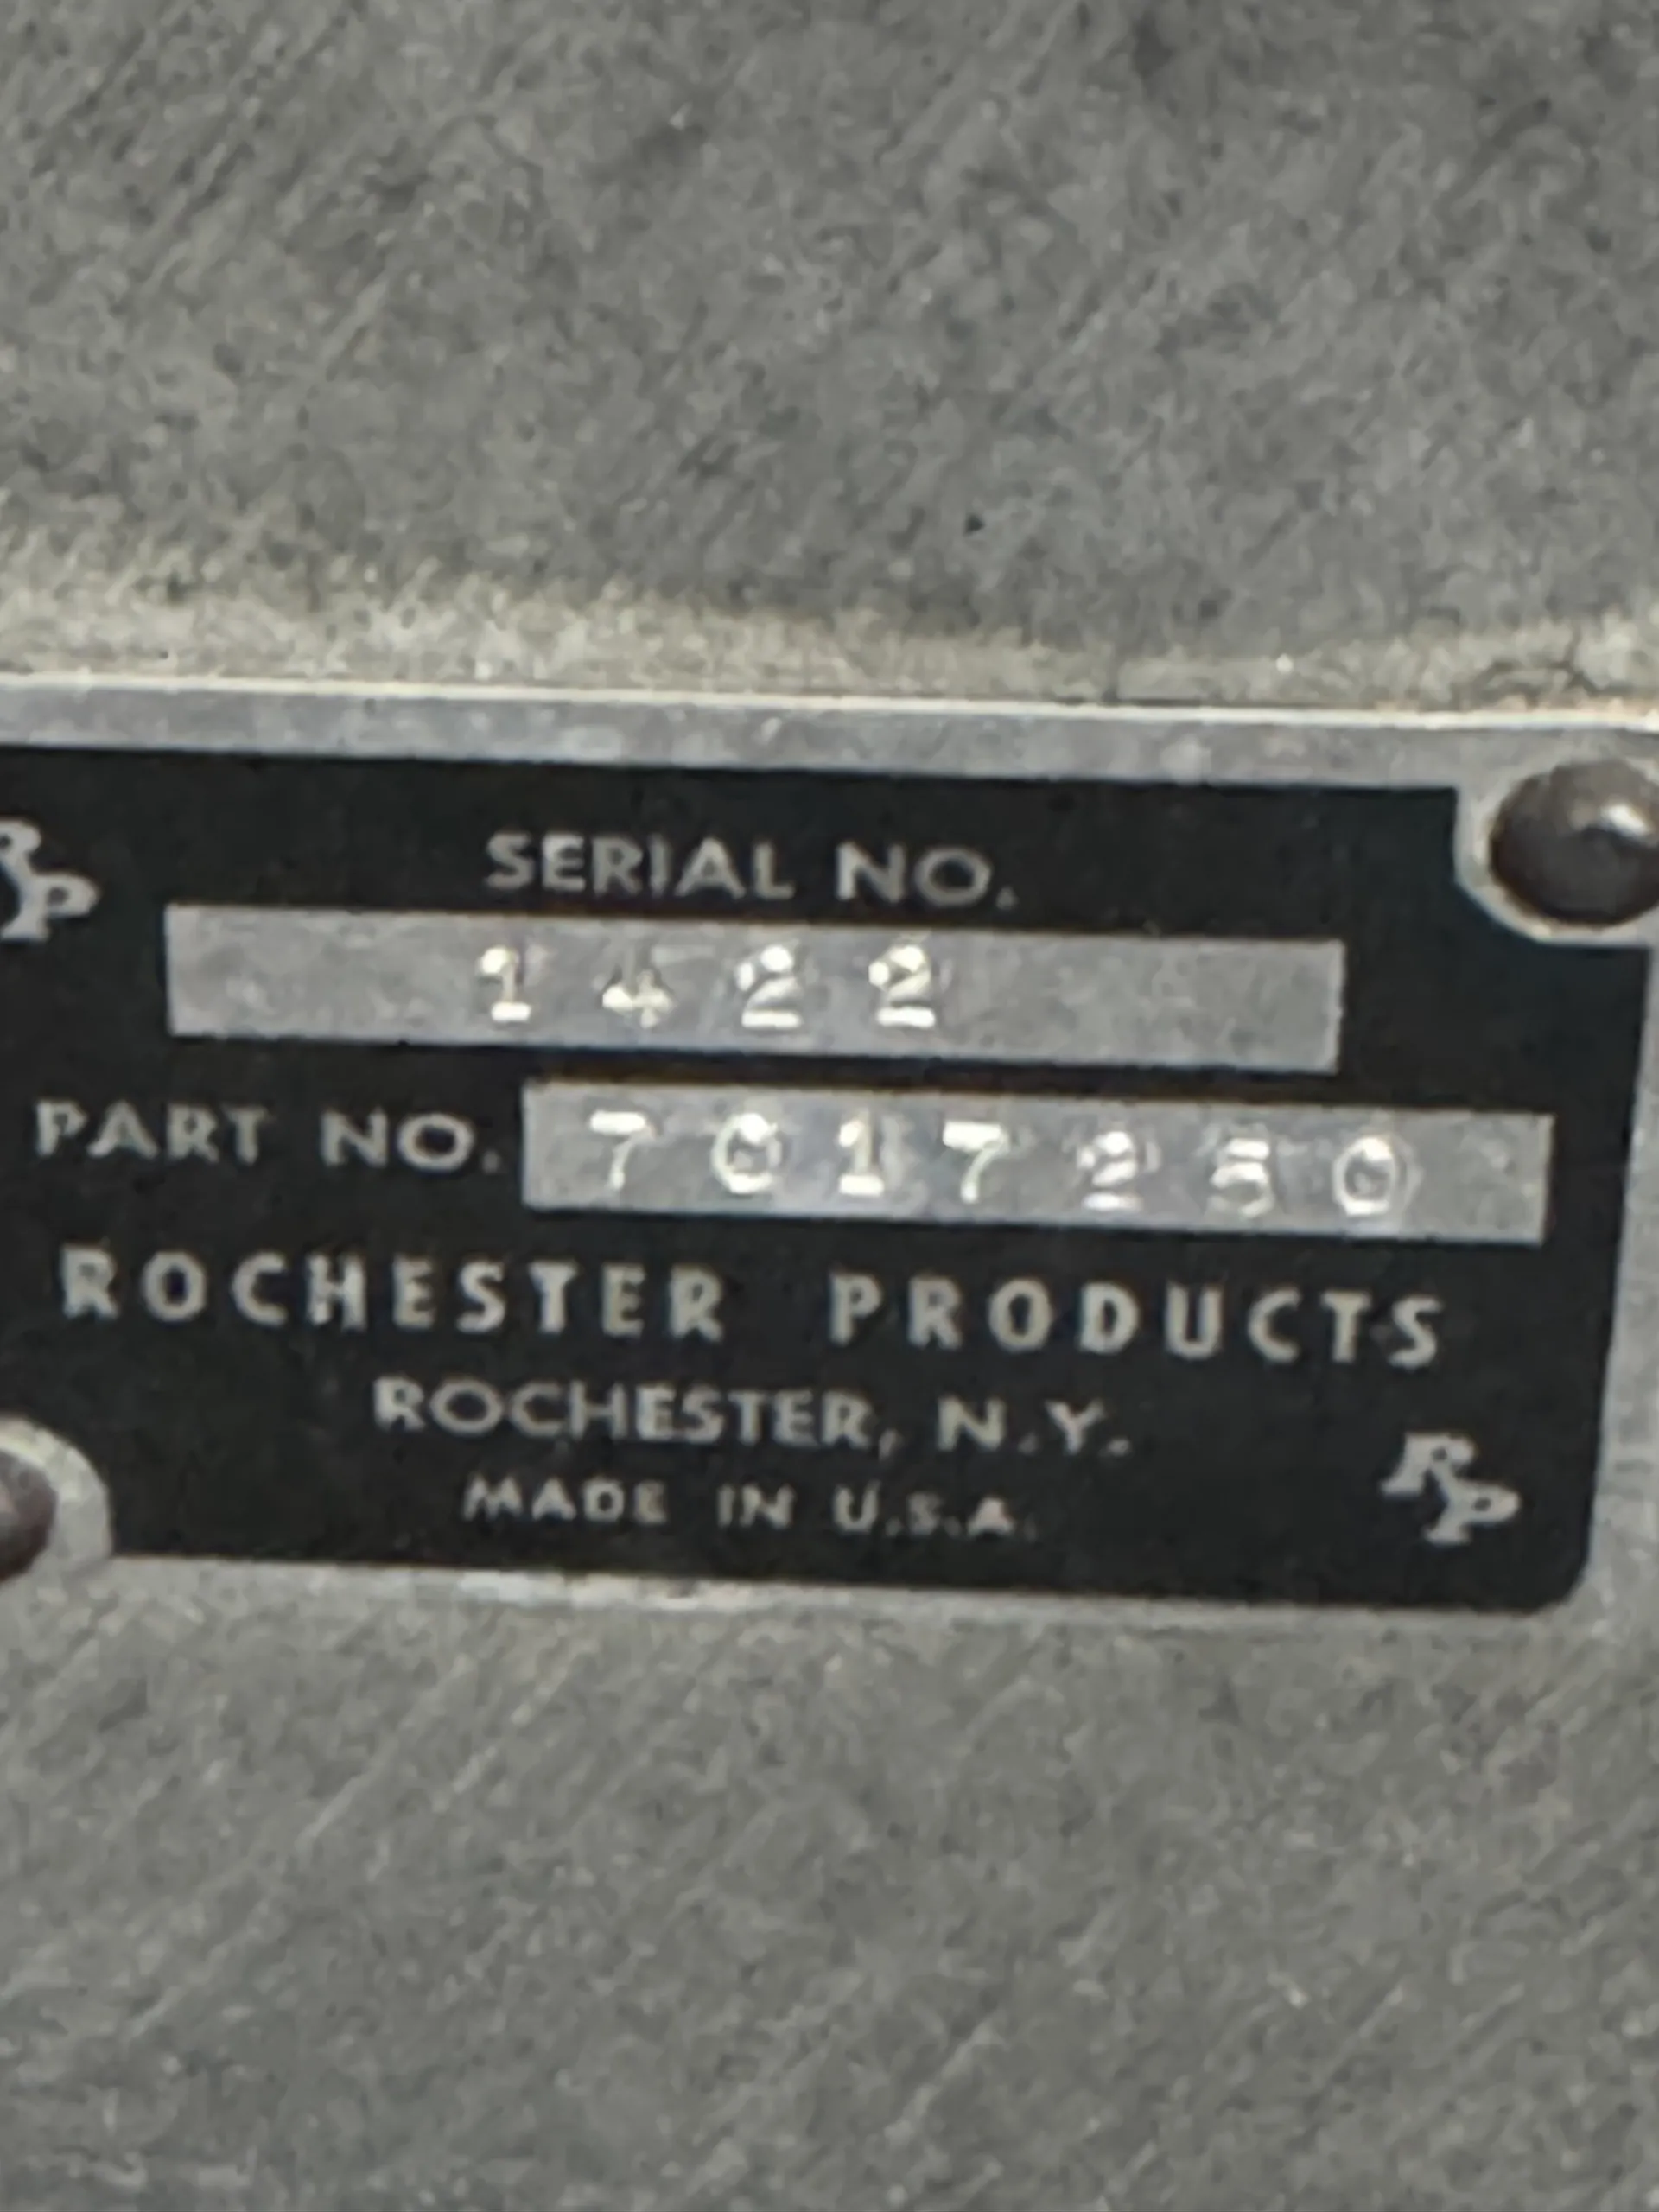 RP
SERIAL NO.
1422
PART NO. 7017250
ROCHESTER PRODUCTS
ROCHESTER, N.Y.
MADE IN U.S.A.
RP